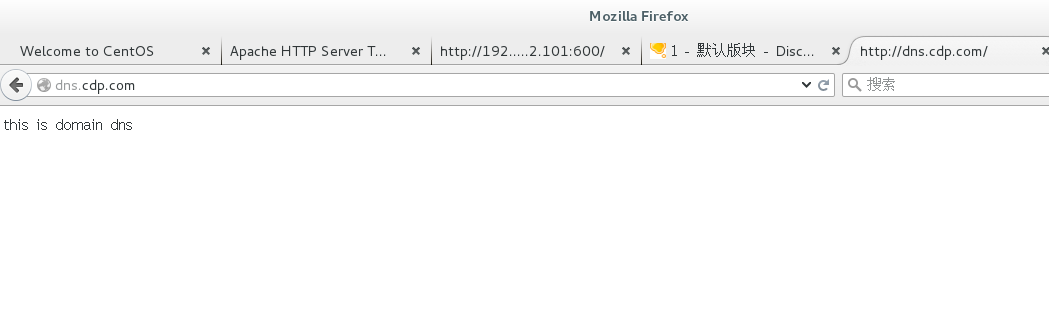 Mozilla Firefox
Welcome to CentOS
Apache HTTP Server T...
http://192.....2.101:600/
1 - 默认版块 - Disc...
http://dns.cdp.com/
dns.cdp.com
搜索
this is domain dns